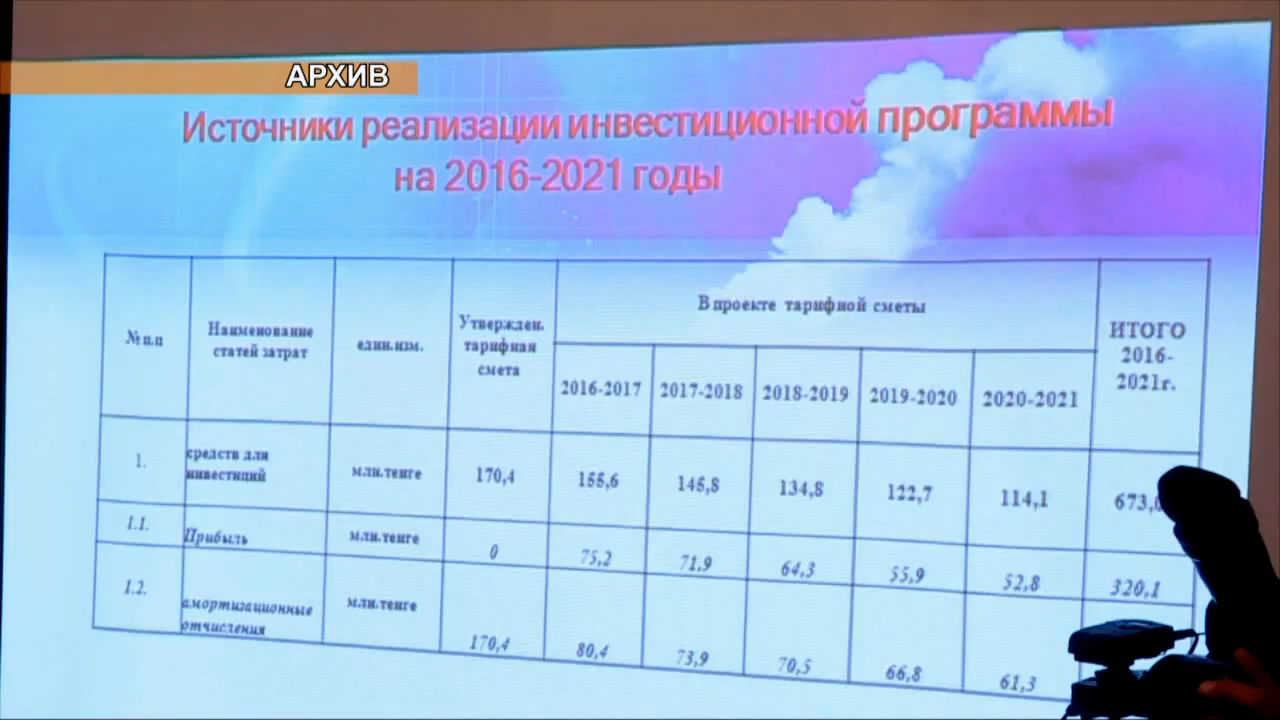 АРХИВ
Источники реализации инвестиционной программы
на 2016-2021 годы
№ п.п
Наименование
статей затрат
един.изм.
Утвержден.
тарифная
смета
В проекте тарифной сметы
ИТОГО
2016-
2021г.
2016-2017
2017-2018
2018-2019
2019-2020
2020-2021
1.
средств для
инвестиций
млн.тенге
170,4
155,6
145,8
134,8
122,7
114,1
1.1.
Прибыль
млн.тенге
0
75,2
71,9
64,3
55,9
52,8
320,1
1.2.
амортизационные
отчисления
млн.тенге
170,4
80,4
73,9
70,5
66,8
61,3